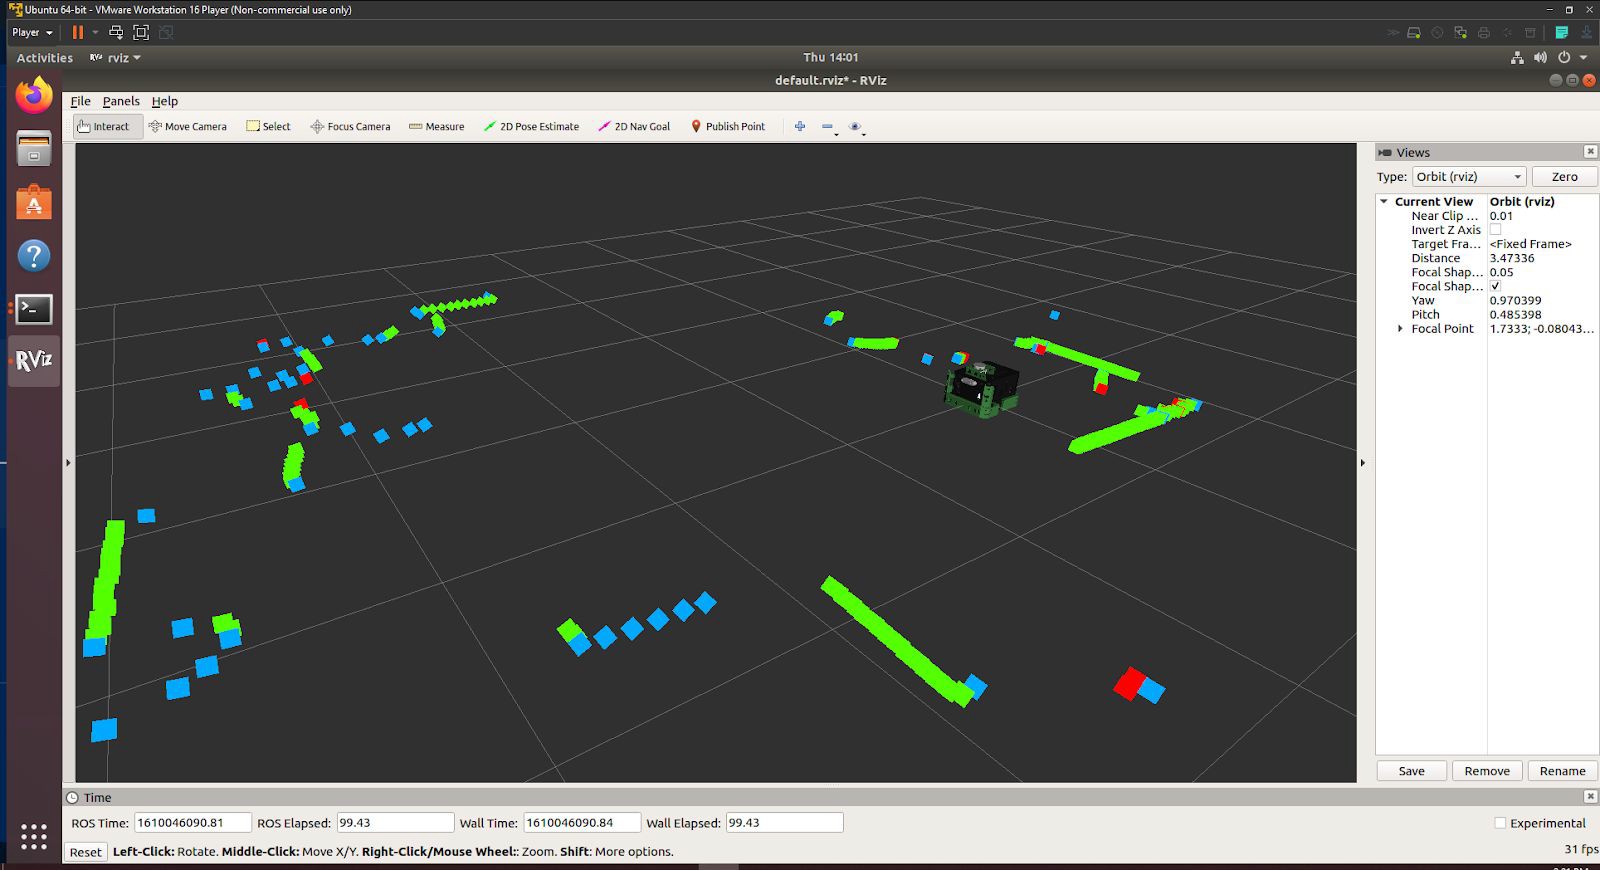 Ubuntu 64-bit - VMware Workstation 16 Player (Non-commercial use only)
Player
Activities RViz rviz Thu 14:01
default.rviz* - RViz
File Panels Help
Interact Move Camera Select Focus Camera Measure 2D Pose Estimate 2D Nav Goal Publish Point
Views
Type: Orbit (rviz) Zero
Current View Orbit (rviz)
Near Clip ... 0.01
Invert Z Axis
Target Fra... <Fixed Frame>
Distance 3.47336
Focal Shap... 0.05
Focal Shap...
Yaw 0.970399
Pitch 0.485398
Focal Point 1.7333; -0.08043...
RViz
Save Remove Rename
Time
ROS Time: 1610046090.81 ROS Elapsed: 99.43 Wall Time: 1610046090.84 Wall Elapsed: 99.43 Experimental
Reset Left-Click: Rotate. Middle-Click: Move X/Y. Right-Click/Mouse Wheel:: Zoom. Shift: More options. 31 fps